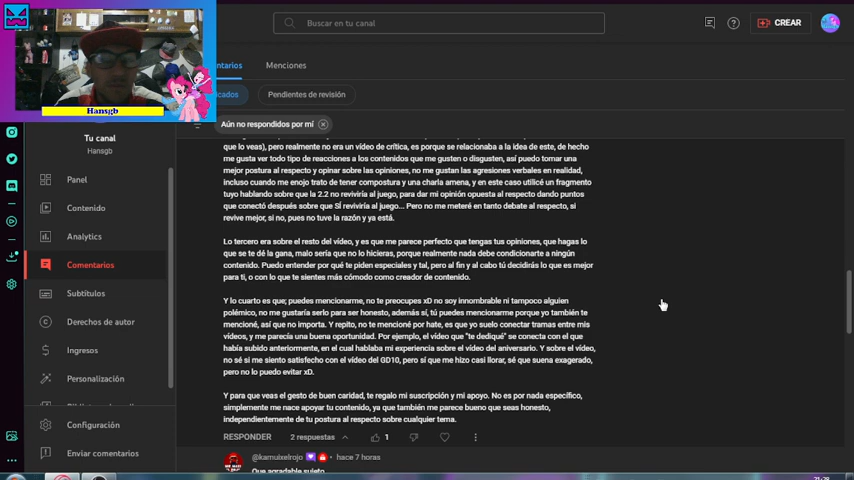 Buscar en tu canal
CREAR
Hansgb
ntarios
Menciones
cados
Pendientes de revisión
Aún no respondidos por mí
Tu canal
Hansgb
Panel
Contenido
Analytics
Comentarios
Subtítulos
Derechos de autor
Ingresos
Personalización
Configuración
Enviar comentarios
que lo veas), pero realmente no era un vídeo de crítica, es porque se relacionaba a la idea de este, de hecho
me gusta ver todo tipo de reacciones a los contenidos que me gusten o disgusten, así puedo tomar una
mejor postura al respecto y opinar sobre las opiniones, no me gustan las agresiones verbales en realidad,
incluso cuando me enojo trato de tener compostura y una charla amena, y en este caso utilicé un fragmento
tuyo hablando sobre que la 2.2 no reviviría al juego, para dar mi opinión opuesta al respecto dando puntos
que conectó después sobre que SÍ reviviría al juego... Pero no me meteré en tanto debate al respecto, si
revive mejor, si no, pues no tuve la razón y ya está.
Lo tercero era sobre el resto del vídeo, y es que me parece perfecto que tengas tus opiniones, que hagas lo
que se te dé la gana, malo sería que no lo hicieras, porque realmente nada debe condicionarte a ningún
contenido. Puedo entender por qué te piden especiales y tal, pero al fin y al cabo tú decidirás lo que es mejor
para ti, o con lo que te sientes más cómodo como creador de contenido.
Y lo cuarto es que; puedes mencionarme, no te preocupes xD no soy innombrable ni tampoco alguien
polémico, no me gustaría serlo para ser honesto, además sí, tú puedes mencionarme porque yo también te
mencioné, así que no importa. Y repito, no te mencioné por hate, es que yo suelo conectar tramas entre mis
vídeos, y me parecía una buena oportunidad. Por ejemplo, el vídeo que "te dediqué" se conecta con el que
había subido anteriormente, en el cual hablaba mi experiencia sobre el vídeo del aniversario. Y sobre el vídeo,
no sé si me siento satisfecho con el vídeo del GD10, pero sí que me hizo casi llorar, sé que suena exagerado,
pero no lo puedo evitar xD.
Y para que veas el gesto de buen caridad, te regalo mi suscripción y mi apoyo. No es por nada específico,
simplemente me nace apoyar tu contenido, ya que también me parece bueno que seas honesto,
independientemente de tu postura al respecto sobre cualquier tema.
RESPONDER
2 respuestas
1
@kamuixelrojo
• hace 7 horas
Que agradable sujeto
21:28